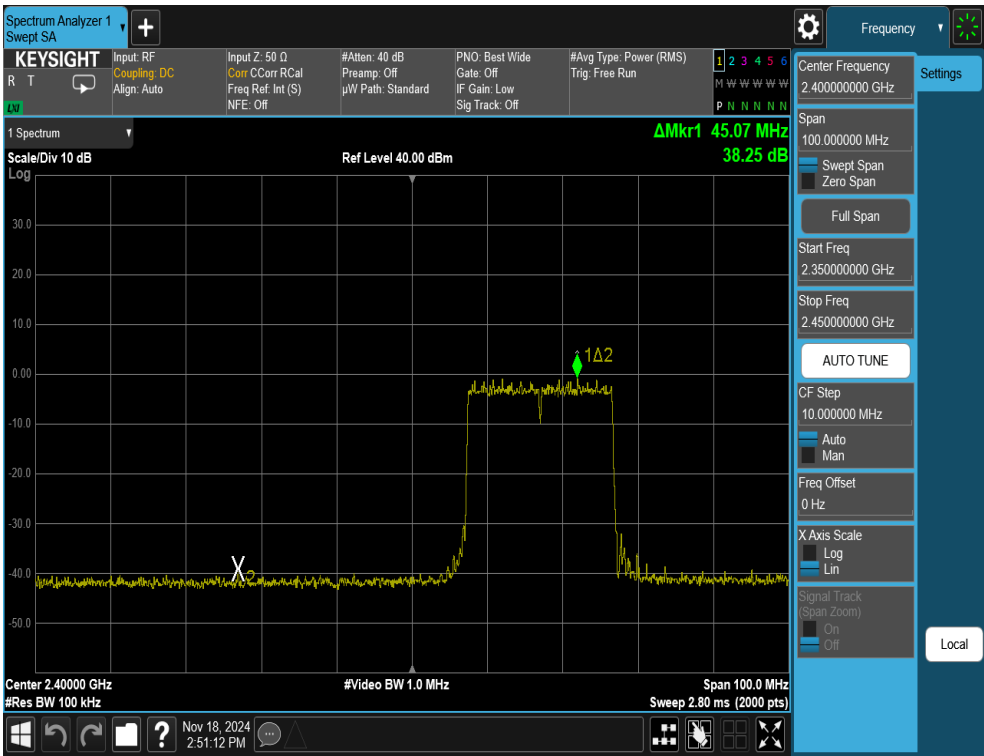 Spectrum Analyzer 1
Swept SA
+
Frequency
KEYSIGHT
R T
LXI
Input: RF
Coupling: DC
Align: Auto
Input Z: 50 Ω
Corr CCorr RCal
Freq Ref: Int (S)
NFE: Off
#Atten: 40 dB
Preamp: Off
µW Path: Standard
PNO: Best Wide
Gate: Off
IF Gain: Low
Sig Track: Off
#Avg Type: Power (RMS)
Trig: Free Run
1 2 3 4 5 6
M W W W W W
P N N N N N
1 Spectrum
ΔMkr1 45.07 MHz
38.25 dB
Scale/Div 10 dB
Ref Level 40.00 dBm
Log
30.0
20.0
10.0
0.00
-10.0
-20.0
-30.0
-40.0
-50.0
1Δ2
X2
Center 2.40000 GHz
#Video BW 1.0 MHz
Span 100.0 MHz
#Res BW 100 kHz
Sweep 2.80 ms (2000 pts)
Center Frequency
2.400000000 GHz
Settings
Span
100.000000 MHz
Swept Span
Zero Span
Full Span
Start Freq
2.350000000 GHz
Stop Freq
2.450000000 GHz
AUTO TUNE
CF Step
10.000000 MHz
Auto
Man
Freq Offset
0 Hz
X Axis Scale
Log
Lin
Signal Track
(Span Zoom)
On
Off
Local
?
Nov 18, 2024
2:51:12 PM